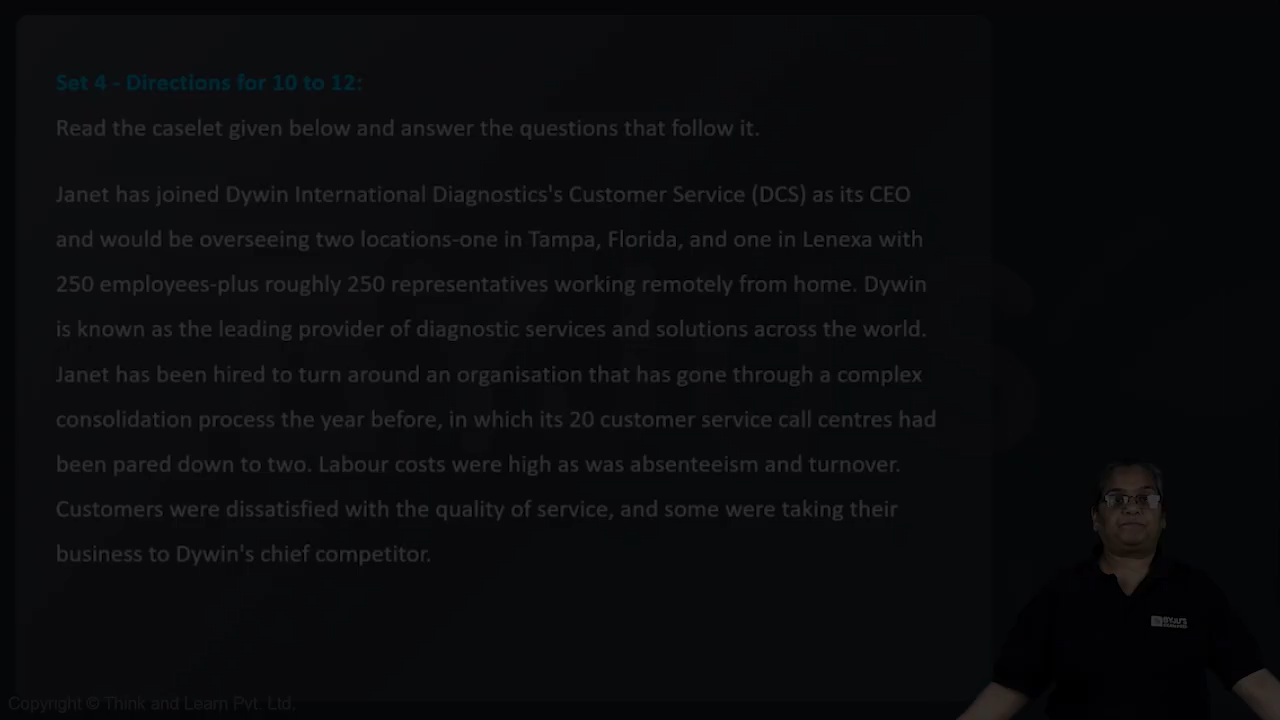 Set 4 - Directions for 10 to 12:
Read the caselet given below and answer the questions that follow it.
Janet has joined Dywin International Diagnostics's Customer Service (DCS) as its CEO
and would be overseeing two locations-one in Tampa, Florida, and one in Lenexa with
250 employees-plus roughly 250 representatives working remotely from home. Dywin
is known as the leading provider of diagnostic services and solutions across the world.
Janet has been hired to turn around an organisation that has gone through a complex
consolidation process the year before, in which its 20 customer service call centres had
been pared down to two. Labour costs were high as was absenteeism and turnover.
Customers were dissatisfied with the quality of service, and some were taking their
business to Dywin's chief competitor.
BYJU'S
Copyright © Think and Learn Pvt. Ltd.